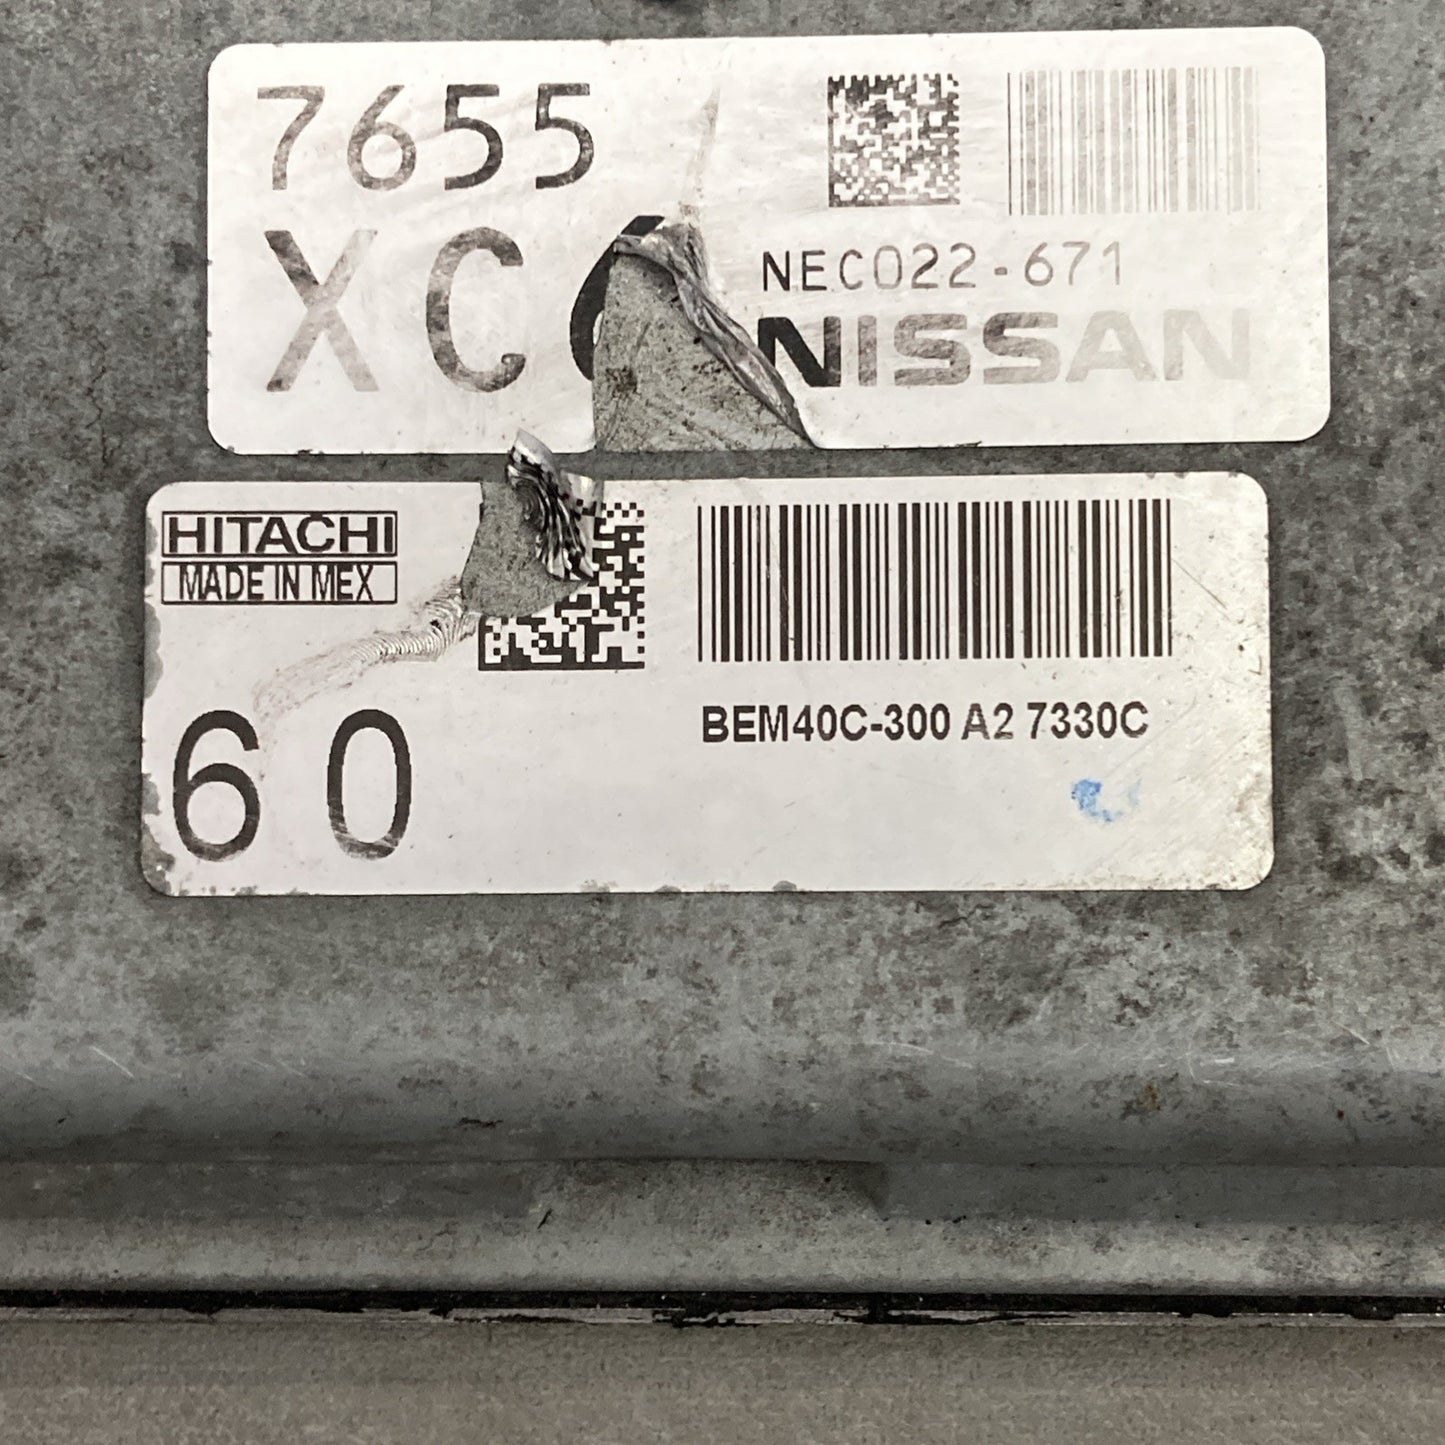 7655
XC
NEC022-671
NISSAN
HITACHI
MADE IN MEX
60
BEM40C-300 A2 7330C